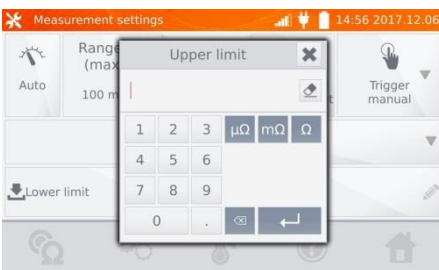 Measurement settings
14:56 2017.12.06
Range
(max
100 m
Auto
Upper limit
Trigger
manual
1 2 3 μΩ mΩ Ω
4 5 6
7 8 9
0 .
Lower limit